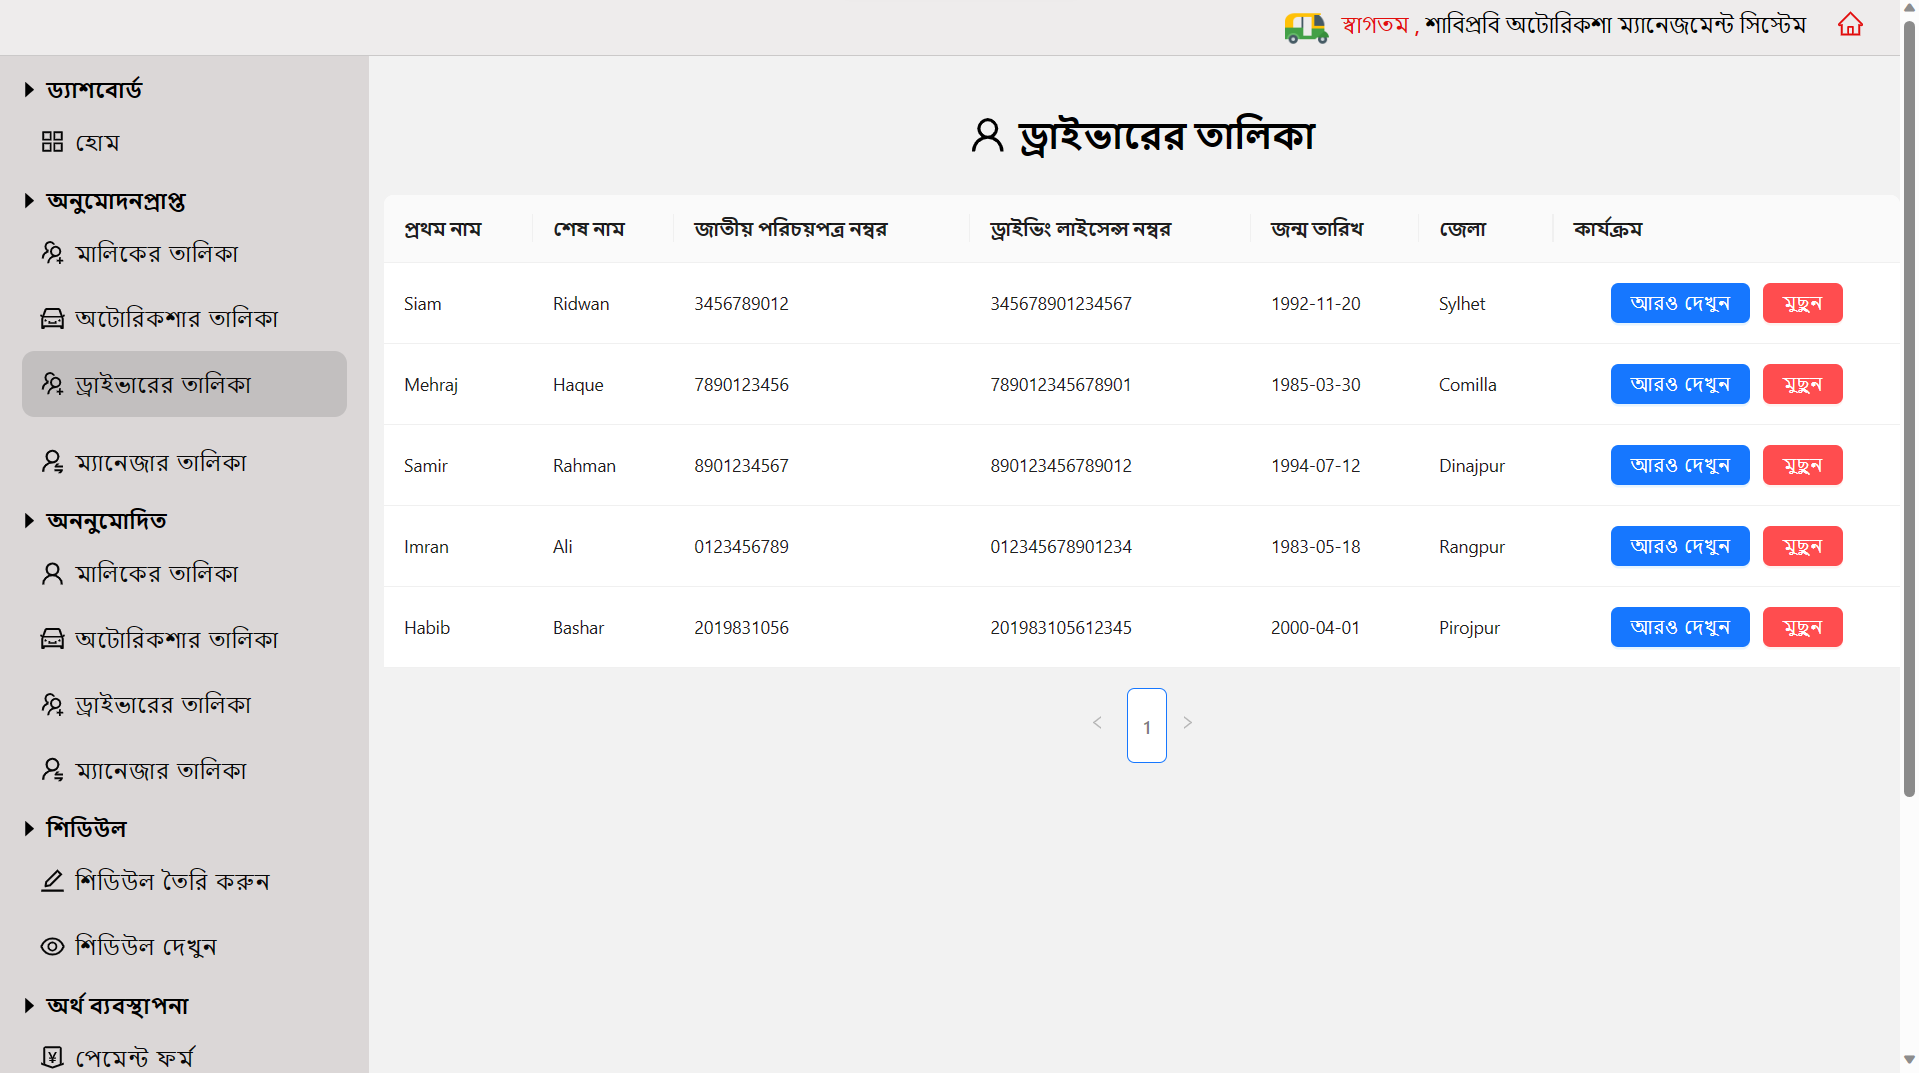 স্বাগতম , শাবিপ্রবি অটোরিকশা ম্যানেজমেন্ট সিস্টেম
ড্যাশবোর্ড
হোম
অনুমোদনপ্রাপ্ত
মালিকের তালিকা
অটোরিকশার তালিকা
ড্রাইভারের তালিকা
ম্যানেজার তালিকা
অননুমোদিত
মালিকের তালিকা
অটোরিকশার তালিকা
ড্রাইভারের তালিকা
ম্যানেজার তালিকা
শিডিউল
শিডিউল তৈরি করুন
শিডিউল দেখুন
অর্থ ব্যবস্থাপনা
পেমেন্ট ফর্ম
ড্রাইভারের তালিকা
প্রথম নাম শেষ নাম জাতীয় পরিচয়পত্র নম্বর ড্রাইভিং লাইসেন্স নম্বর জন্ম তারিখ জেলা কার্যক্রম
Siam Ridwan 3456789012 345678901234567 1992-11-20 Sylhet আরও দেখুন মুছুন
Mehraj Haque 7890123456 789012345678901 1985-03-30 Comilla আরও দেখুন মুছুন
Samir Rahman 8901234567 890123456789012 1994-07-12 Dinajpur আরও দেখুন মুছুন
Imran Ali 0123456789 012345678901234 1983-05-18 Rangpur আরও দেখুন মুছুন
Habib Bashar 2019831056 201983105612345 2000-04-01 Pirojpur আরও দেখুন মুছুন
1